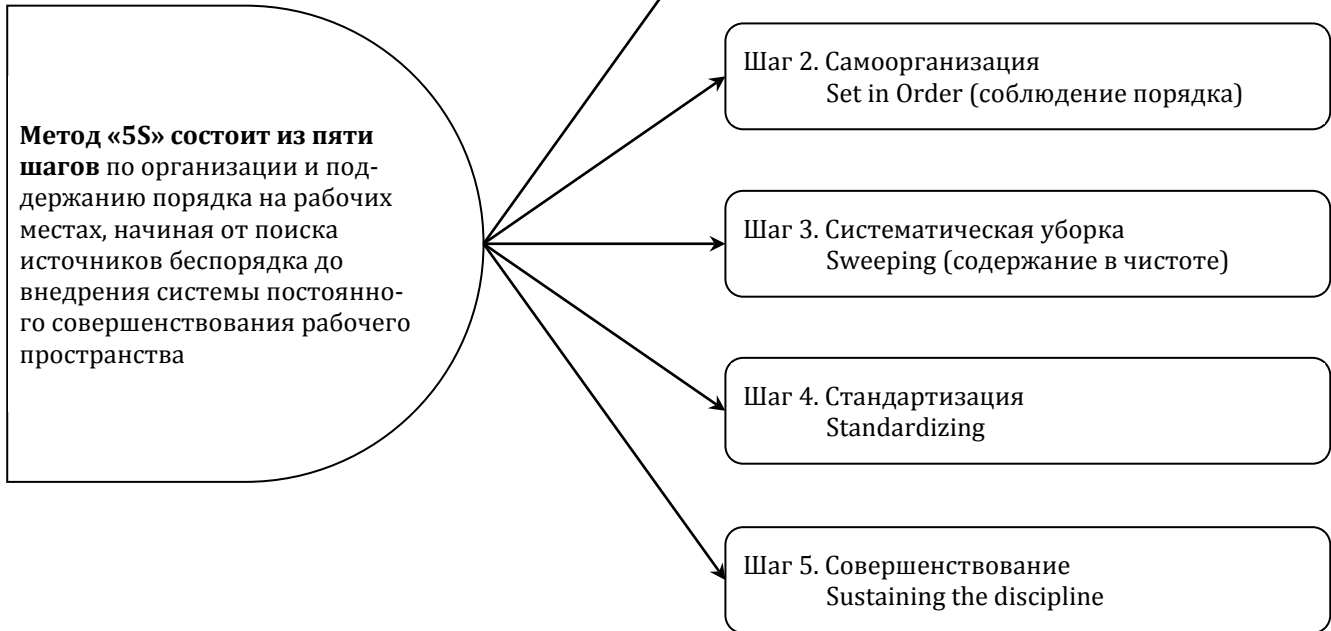 Метод «5S» состоит из пяти
шагов по организации и под-
держанию порядка на рабочих
местах, начиная от поиска
источников беспорядка до
внедрения системы постоянно-
го совершенствования рабочего
пространства
Шаг 2. Самоорганизация
Set in Order (соблюдение порядка)
Шаг 3. Систематическая уборка
Sweeping (содержание в чистоте)
Шаг 4. Стандартизация
Standardizing
Шаг 5. Совершенствование
Sustaining the discipline